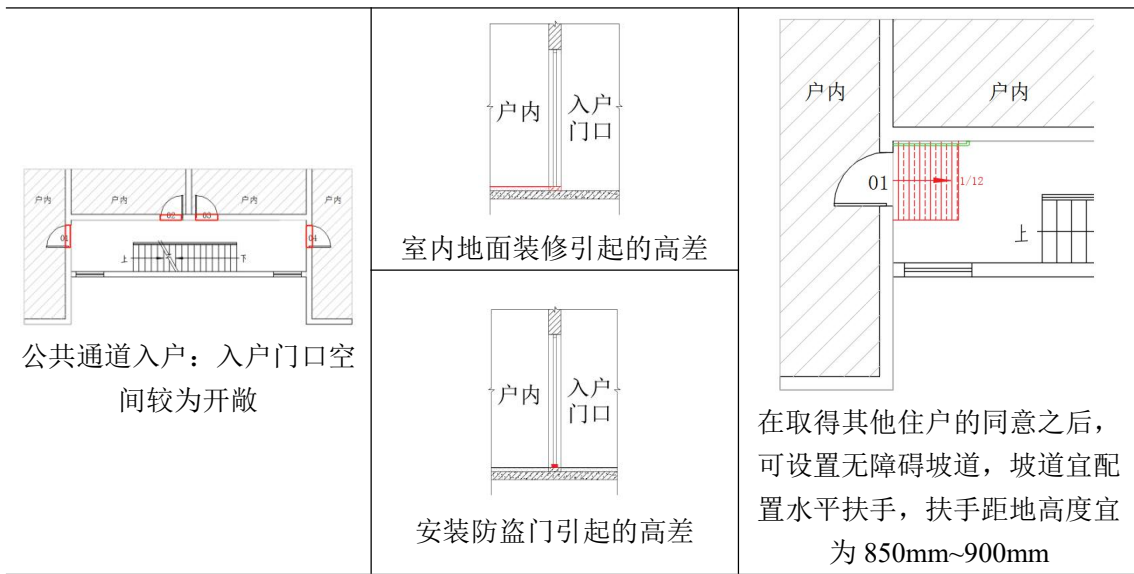 户内
户内
户内
户内
02
03
01
04
上
下
公共通道入户：入户门口空
间较为开敞
户内
入户
门口
室内地面装修引起的高差
户内
入户
门口
安装防盗门引起的高差
户内
户内
01
1/12
上
在取得其他住户的同意之后，
可设置无障碍坡道，坡道宜配
置水平扶手，扶手距地高度宜
为 850mm~900mm